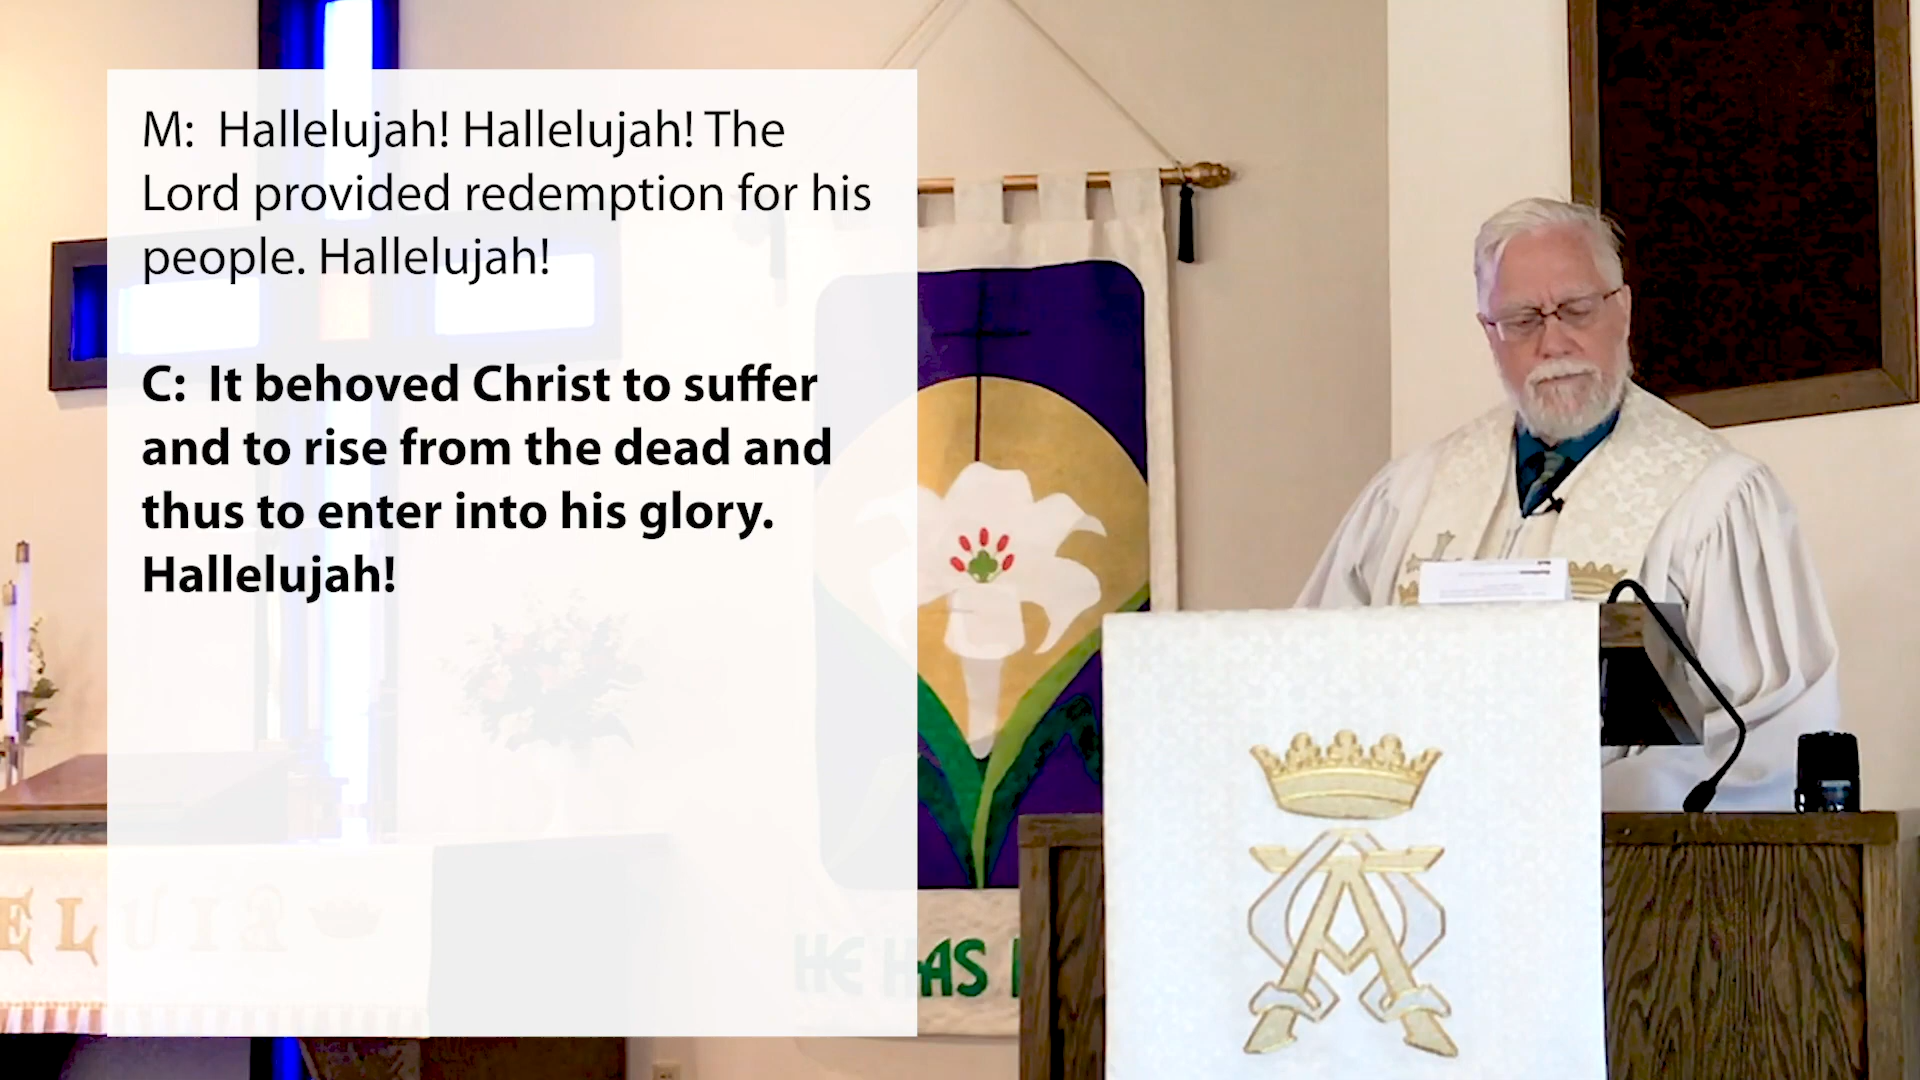 M:  Hallelujah! Hallelujah! The
Lord provided redemption for his
people. Hallelujah!
C:  It behoved Christ to suffer
and to rise from the dead and
thus to enter into his glory.
Hallelujah!
ELUIA
HE HAS